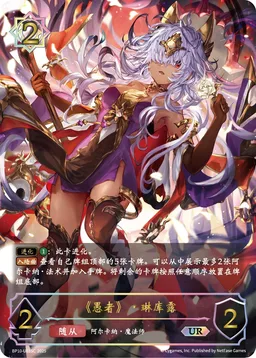 2
进化 1：此卡进化。
入场曲 查看自己牌组顶部的5张卡牌。可以从中展示最多2张阿
尔卡纳·法术并加入手牌。将剩余的卡牌按照任意顺序放置在牌
组底部。
《愚者》·琳库露
2
随从 阿尔卡纳·魔法师 UR
2